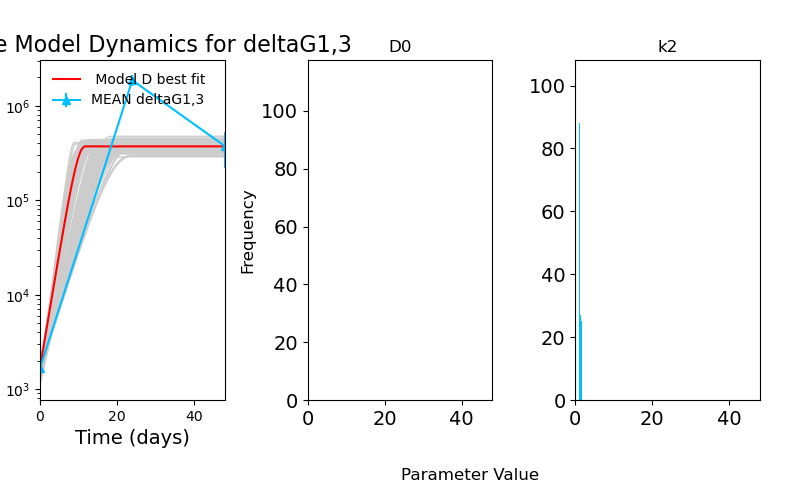 e Model Dynamics for deltaG1,3
D0
k2
Model D best fit
MEAN deltaG1,3
10⁶
10⁵
10⁴
10³
0 20 40
Time (days)
Frequency
100
80
60
40
20
0
0 20 40
100
80
60
40
20
0
0 20 40
Parameter Value